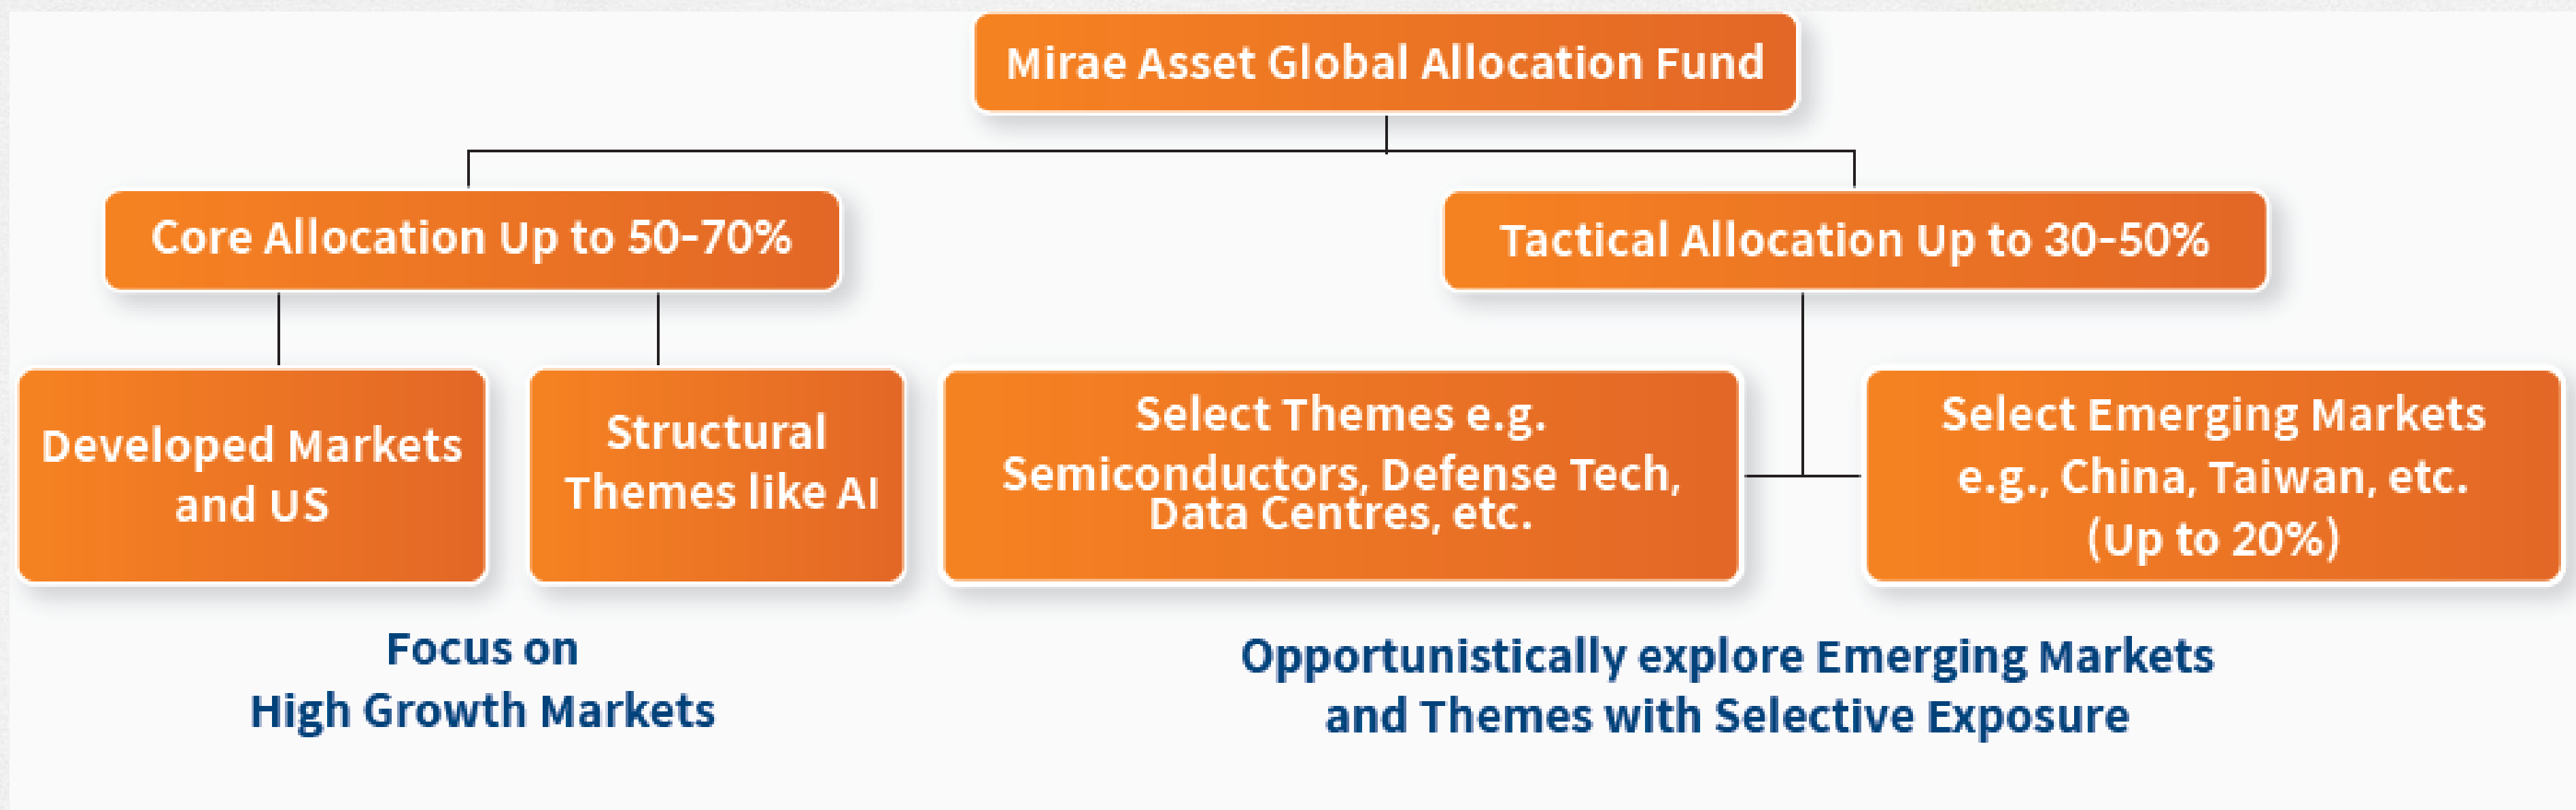 Mirae Asset Global Allocation Fund
Core Allocation Up to 50-70%
Tactical Allocation Up to 30-50%
Developed Markets
and US
Structural
Themes like AI
Select Themes e.g.
Semiconductors, Defense Tech,
Data Centres, etc.
Select Emerging Markets
e.g., China, Taiwan, etc.
(Up to 20%)
Focus on
High Growth Markets
Opportunistically explore Emerging Markets
and Themes with Selective Exposure